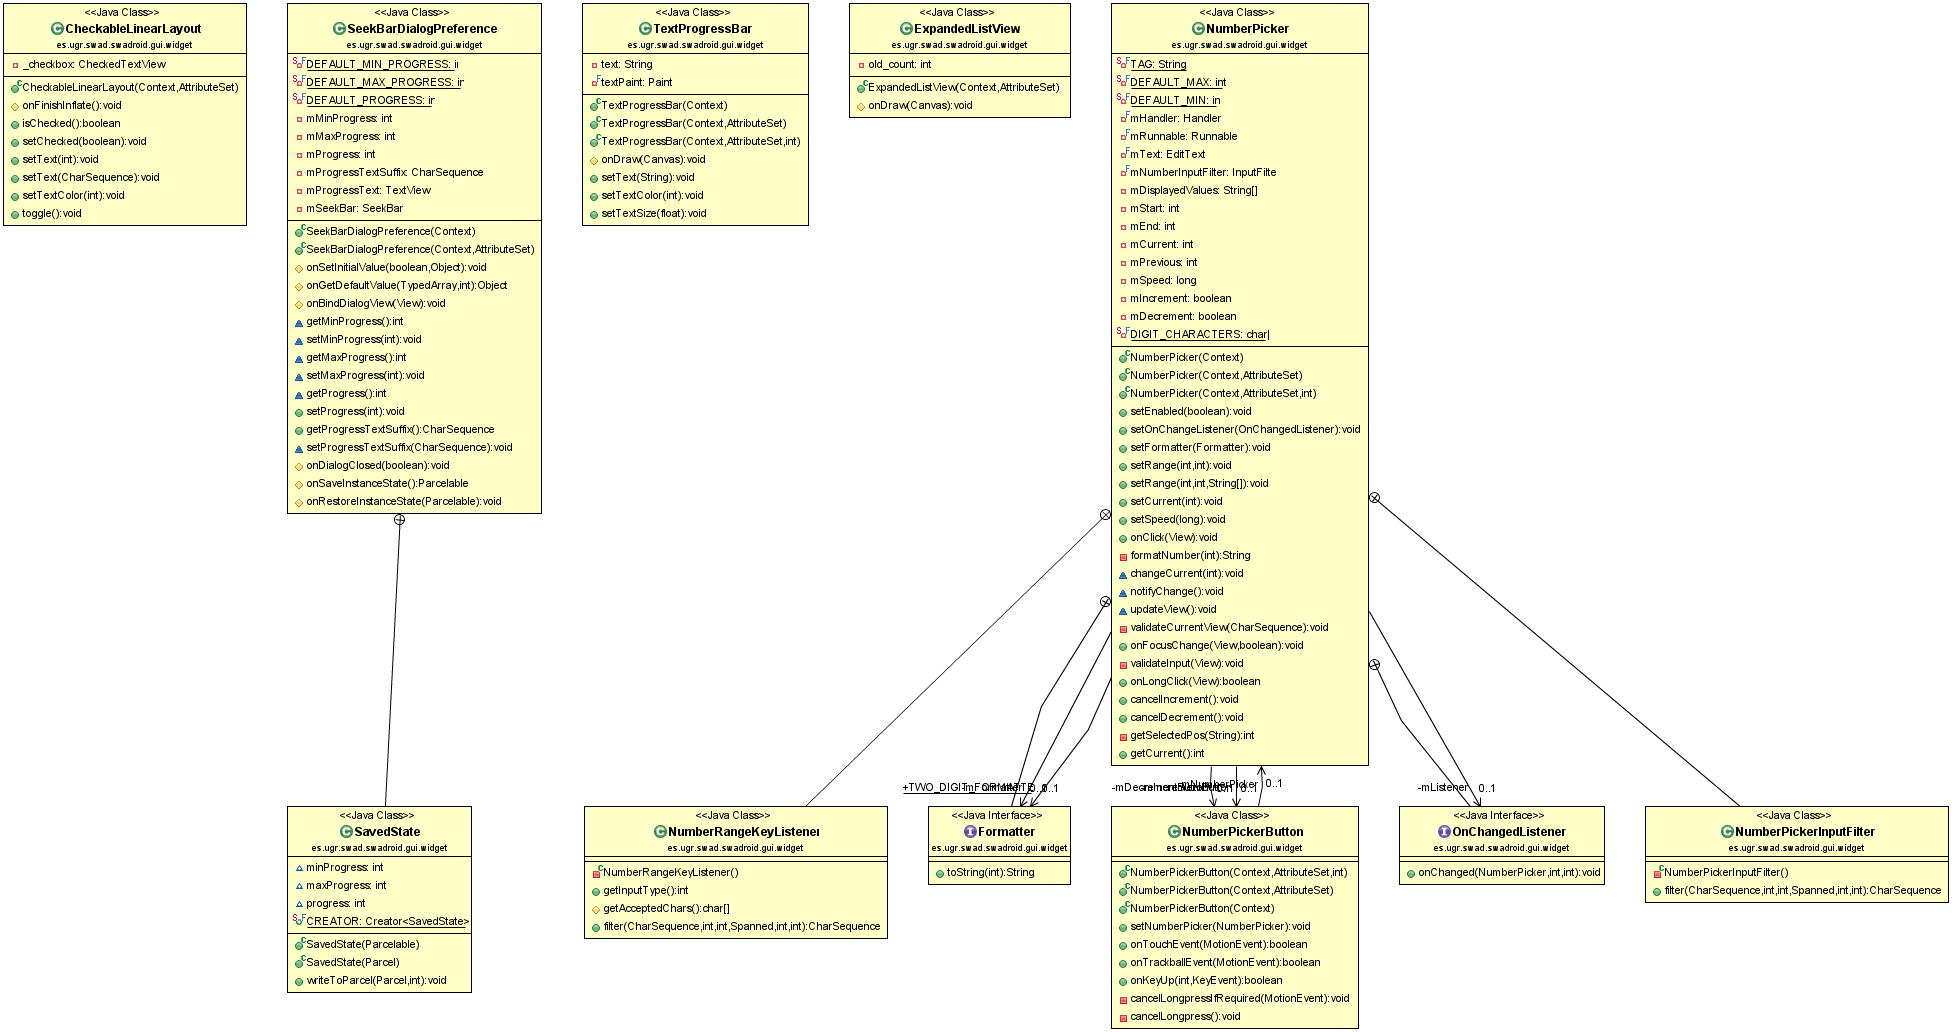 <<Java Class>>
CheckableLinearLayout
es.ugr.swad.swadroid.gui.widget
_checkbox: CheckedTextView
CheckableLinearLayout(Context,AttributeSet)
onFinishInflate():void
isChecked():boolean
setChecked(boolean):void
setText(int):void
setText(CharSequence):void
setTextColor(int):void
toggle():void
<<Java Class>>
SeekBarDialogPreference
es.ugr.swad.swadroid.gui.widget
DEFAULT_MIN_PROGRESS: i
DEFAULT_MAX_PROGRESS: in
DEFAULT_PROGRESS: in
mMinProgress: int
mMaxProgress: int
mProgress: int
mProgressTextSuffix: CharSequence
mProgressText: TextView
mSeekBar: SeekBar
SeekBarDialogPreference(Context)
SeekBarDialogPreference(Context,AttributeSet)
onSetInitialValue(boolean,Object):void
onGetDefaultValue(TypedArray,int):Object
onBindDialogView(View):void
getMinProgress():int
setMinProgress(int):void
getMaxProgress():int
setMaxProgress(int):void
getProgress():int
setProgress(int):void
getProgressTextSuffix():CharSequence
setProgressTextSuffix(CharSequence):void
onDialogClosed(boolean):void
onSaveInstanceState():Parcelable
onRestoreInstanceState(Parcelable):void
<<Java Class>>
TextProgressBar
es.ugr.swad.swadroid.gui.widget
text: String
textPaint: Paint
TextProgressBar(Context)
TextProgressBar(Context,AttributeSet)
TextProgressBar(Context,AttributeSet,int)
onDraw(Canvas):void
setText(String):void
setTextColor(int):void
setTextSize(float):void
<<Java Class>>
ExpandedListView
es.ugr.swad.swadroid.gui.widget
old_count: int
ExpandedListView(Context,AttributeSet)
onDraw(Canvas):void
<<Java Class>>
NumberPicker
es.ugr.swad.swadroid.gui.widget
TAG: String
DEFAULT_MAX: int
DEFAULT_MIN: in
mHandler: Handler
mRunnable: Runnable
mText: EditText
mNumberInputFilter: InputFilte
mDisplayedValues: String[]
mStart: int
mEnd: int
mCurrent: int
mPrevious: int
mSpeed: long
mIncrement: boolean
mDecrement: boolean
DIGIT_CHARACTERS: char[
NumberPicker(Context)
NumberPicker(Context,AttributeSet)
NumberPicker(Context,AttributeSet,int)
setEnabled(boolean):void
setOnChangeListener(OnChangedListener):void
setFormatter(Formatter):void
setRange(int,int):void
setRange(int,int,String[]):void
setCurrent(int):void
setSpeed(long):void
onClick(View):void
formatNumber(int):String
changeCurrent(int):void
notifyChange():void
updateView():void
validateCurrentView(CharSequence):void
onFocusChange(View,boolean):void
validateInput(View):void
onLongClick(View):boolean
cancelIncrement():void
cancelDecrement():void
getSelectedPos(String):int
getCurrent():int
0..1
-mNumberPicker 0..1
-mListener 0..1
<<Java Class>>
SavedState
es.ugr.swad.swadroid.gui.widget
minProgress: int
maxProgress: int
progress: int
CREATOR: Creator<SavedState>
SavedState(Parcelable)
SavedState(Parcel)
writeToParcel(Parcel,int):void
<<Java Class>>
NumberRangeKeyListener
es.ugr.swad.swadroid.gui.widget
NumberRangeKeyListener()
getInputType():int
getAcceptedChars():char[]
filter(CharSequence,int,int,Spanned,int,int):CharSequence
<<Java Interface>>
Formatter
es.ugr.swad.swadroid.gui.widget
toString(int):String
<<Java Class>>
NumberPickerButton
es.ugr.swad.swadroid.gui.widget
NumberPickerButton(Context,AttributeSet,int)
NumberPickerButton(Context,AttributeSet)
NumberPickerButton(Context)
setNumberPicker(NumberPicker):void
onTouchEvent(MotionEvent):boolean
onTrackballEvent(MotionEvent):boolean
onKeyUp(int,KeyEvent):boolean
cancelLongpressIfRequired(MotionEvent):void
cancelLongpress():void
<<Java Interface>>
OnChangedListener
es.ugr.swad.swadroid.gui.widget
onChanged(NumberPicker,int,int):void
<<Java Class>>
NumberPickerInputFilter
es.ugr.swad.swadroid.gui.widget
NumberPickerInputFilter()
filter(CharSequence,int,int,Spanned,int,int):CharSequence